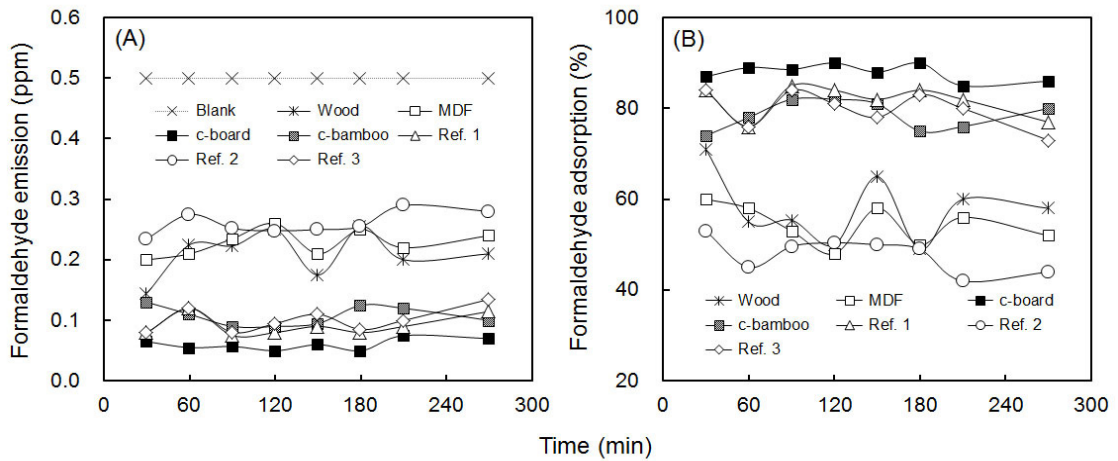 (A)
Formaldehyde emission (ppm)
0.6
0.5
0.4
0.3
0.2
0.1
0.0
Blank Wood MDF
c-board c-bamboo Ref. 1
Ref. 2 Ref. 3
0 60 120 180 240 300
(B)
Formaldehyde adsorption (%)
100
80
60
40
20
Wood MDF c-board
c-bamboo Ref. 1 Ref. 2
Ref. 3
0 60 120 180 240 300
Time (min)